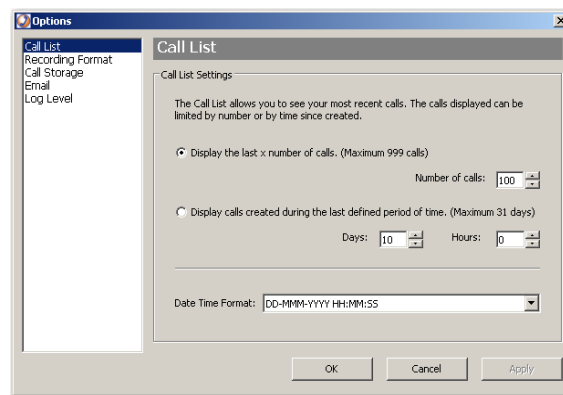 Options
Call List
Recording Format
Call Storage
Email
Log Level
Call List
Call List Settings
The Call List allows you to see your most recent calls. The calls displayed can be
limited by number or by time since created.
Display the last x number of calls. (Maximum 999 calls)
Number of calls: 100
Display calls created during the last defined period of time. (Maximum 31 days)
Days: 10 Hours: 0
Date Time Format: DD-MMM-YYYY HH:MM:SS
OK Cancel Apply